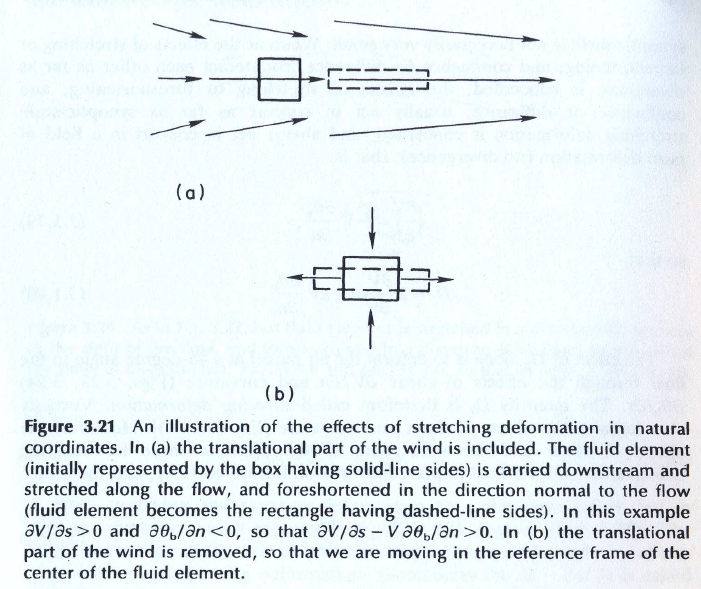 (a)
(b)
Figure 3.21 An illustration of the effects of stretching deformation in natural
coordinates. In (a) the translational part of the wind is included. The fluid element
(initially represented by the box having solid-line sides) is carried downstream and
stretched along the flow, and foreshortened in the direction normal to the flow
(fluid element becomes the rectangle having dashed-line sides). In this example
∂V/∂s > 0 and ∂θb/∂n < 0, so that ∂V/∂s − V ∂θb/∂n > 0. In (b) the translational
part of the wind is removed, so that we are moving in the reference frame of the
center of the fluid element.